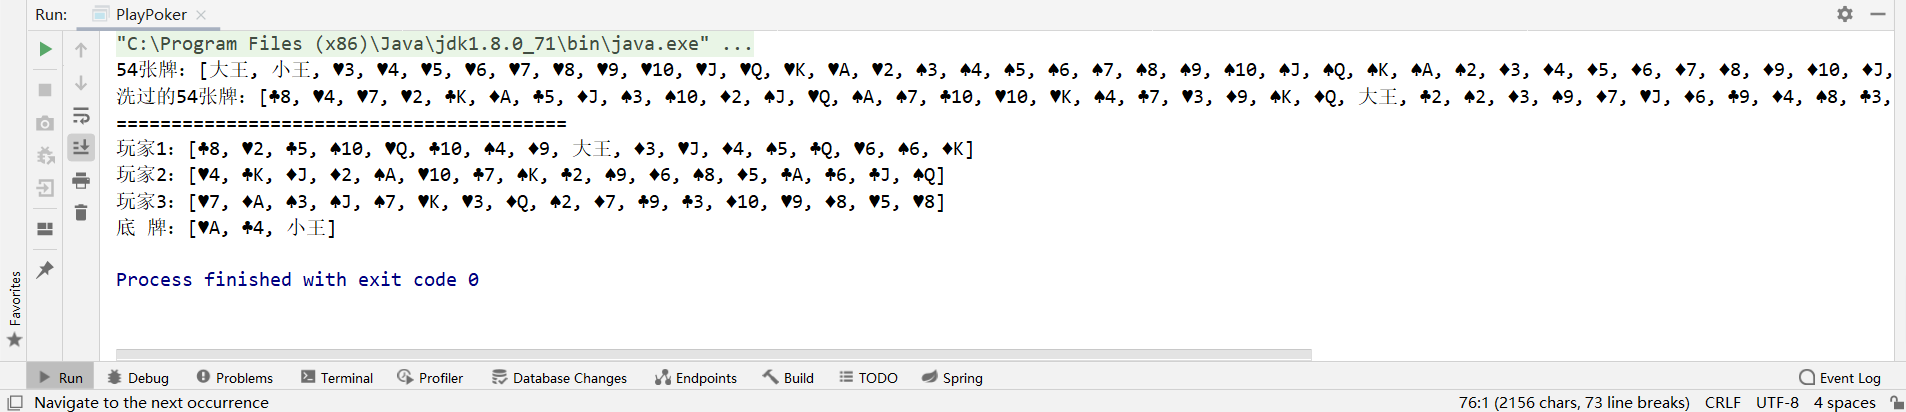 Run: PlayPoker
"C:\Program Files (x86)\Java\jdk1.8.0_71\bin\java.exe" ...
54张牌：[大王, 小王, ♥3, ♥4, ♥5, ♥6, ♥7, ♥8, ♥9, ♥10, ♥J, ♥Q, ♥K, ♥A, ♥2, ♠3, ♠4, ♠5, ♠6, ♠7, ♠8, ♠9, ♠10, ♠J, ♠Q, ♠K, ♠A, ♠2, ♦3, ♦4, ♦5, ♦6, ♦7, ♦8, ♦9, ♦10, ♦J,
洗过的54张牌：[♣8, ♥4, ♥7, ♥2, ♣K, ♦A, ♣5, ♦J, ♠3, ♠10, ♦2, ♠J, ♥Q, ♠A, ♠7, ♣10, ♥10, ♥K, ♠4, ♣7, ♥3, ♦9, ♠K, ♦Q, 大王, ♣2, ♠2, ♦3, ♠9, ♦7, ♥J, ♦6, ♣9, ♦4, ♠8, ♣3,
=========================================
玩家1：[♣8, ♥2, ♣5, ♠10, ♥Q, ♣10, ♠4, ♦9, 大王, ♦3, ♥J, ♦4, ♠5, ♣Q, ♥6, ♠6, ♦K]
玩家2：[♥4, ♣K, ♦J, ♦2, ♠A, ♥10, ♣7, ♠K, ♣2, ♠9, ♦6, ♠8, ♦5, ♣A, ♣6, ♣J, ♠Q]
玩家3：[♥7, ♦A, ♠3, ♠J, ♠7, ♥K, ♥3, ♦Q, ♠2, ♦7, ♣9, ♣3, ♦10, ♥9, ♦8, ♥5, ♥8]
底 牌：[♥A, ♣4, 小王]
Process finished with exit code 0
Favorites
Run Debug Problems Terminal Profiler Database Changes Endpoints Build TODO Spring Event Log
Navigate to the next occurrence 76:1 (2156 chars, 73 line breaks) CRLF UTF-8 4 spaces